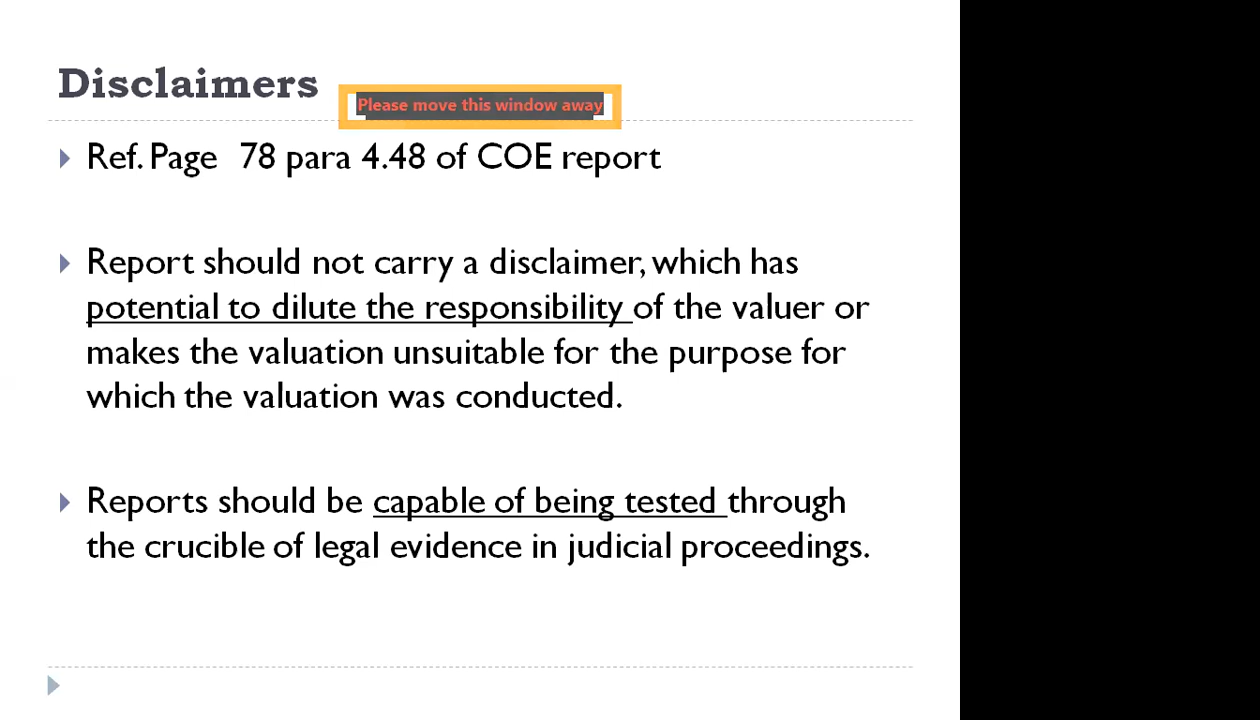 Disclaimers
Please move this window away
Ref. Page 78 para 4.48 of COE report
Report should not carry a disclaimer, which has
potential to dilute the responsibility of the valuer or
makes the valuation unsuitable for the purpose for
which the valuation was conducted.
Reports should be capable of being tested through
the crucible of legal evidence in judicial proceedings.